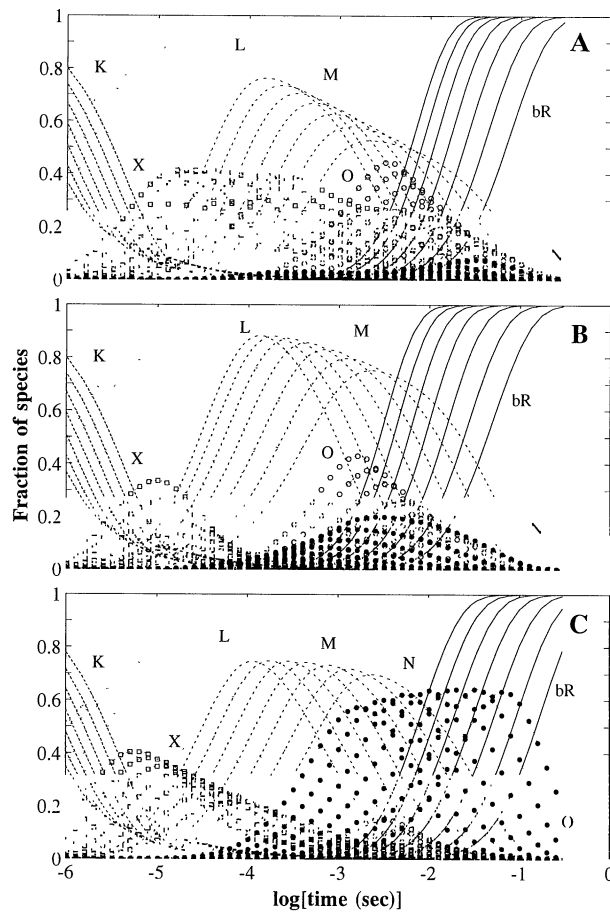 1
0.8
0.6
0.4
0.2
0
K
L
M
X
O
bR
A
1
0.8
0.6
0.4
0.2
0
K
L
M
X
O
bR
B
Fraction of species
1
0.8
0.6
0.4
0.2
0
K
L
M
N
X
bR
O
C
-6 -5 -4 -3 -2 -1 0
log[time (sec)]